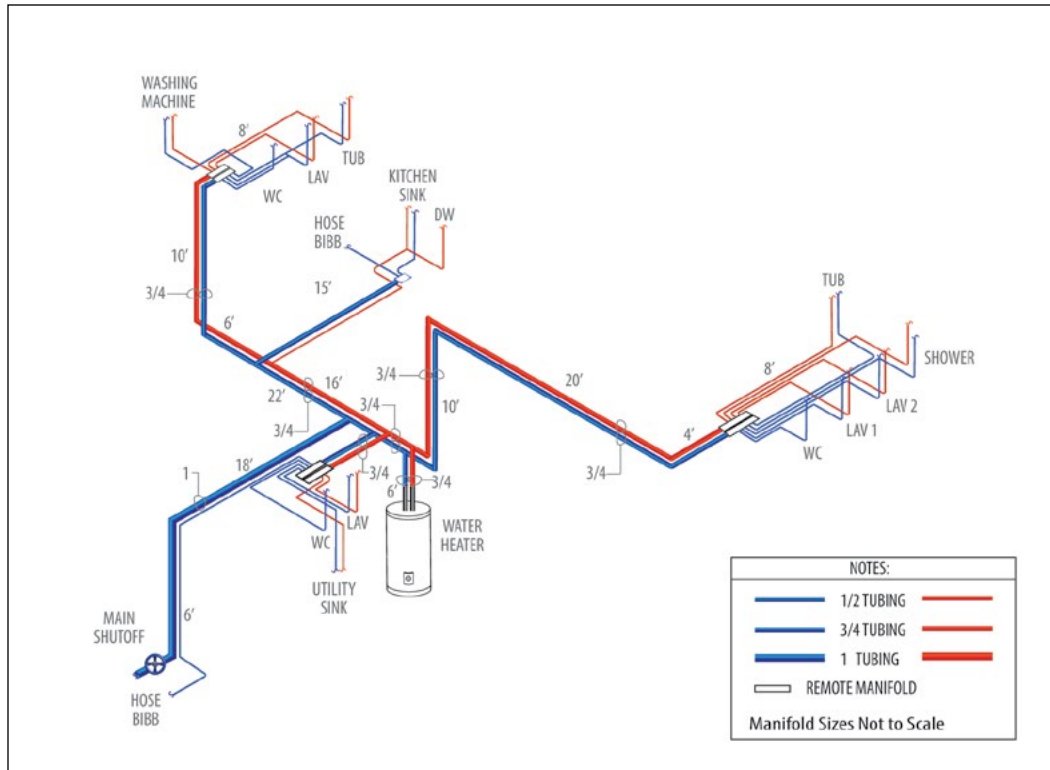 WASHING
MACHINE
8'
TUB
LAV
WC
KITCHEN
SINK
DW
HOSE
BIBB
10'
3/4
15'
6'
16'
22'
3/4
3/4
3/4
10'
20'
3/4
4'
TUB
8'
SHOWER
LAV 2
LAV 1
WC
18'
1
3/4
6'
3/4
LAV
WC
UTILITY
SINK
WATER
HEATER
6'
MAIN
SHUTOFF
HOSE
BIBB
NOTES:
1/2 TUBING
3/4 TUBING
1 TUBING
REMOTE MANIFOLD
Manifold Sizes Not to Scale